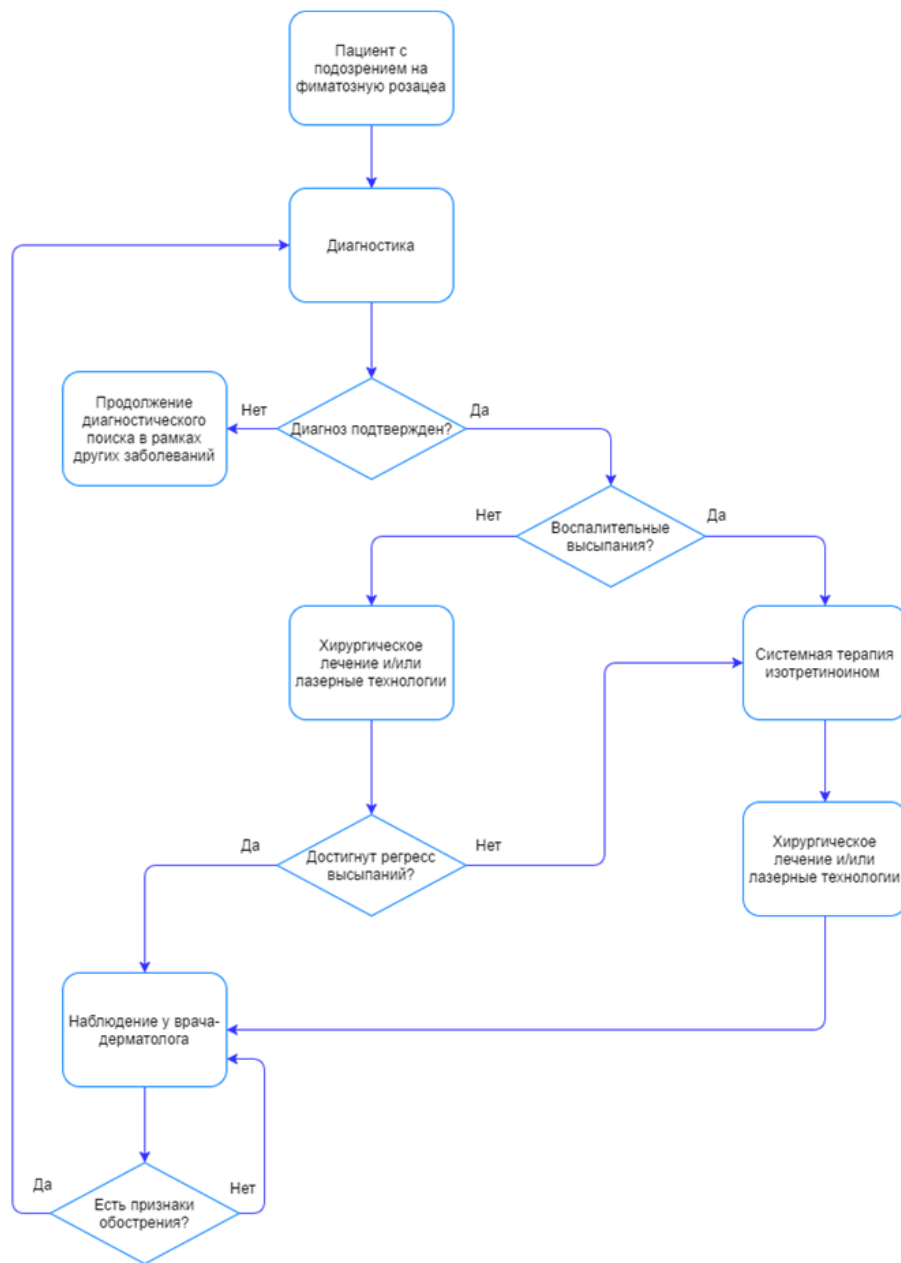 Пациент с
подозрением на
фиматозную розацеа
Диагностика
Продолжение
диагностического
поиска в рамках
других заболеваний
Нет
Диагноз подтвержден?
Да
Нет
Воспалительные
высыпания?
Да
Хирургическое
лечение и/или
лазерные технологии
Системная терапия
изотретиноином
Да
Достигнут регресс
высыпаний?
Нет
Хирургическое
лечение и/или
лазерные технологии
Наблюдение у врача-
дерматолога
Да
Есть признаки
обострения?
Нет